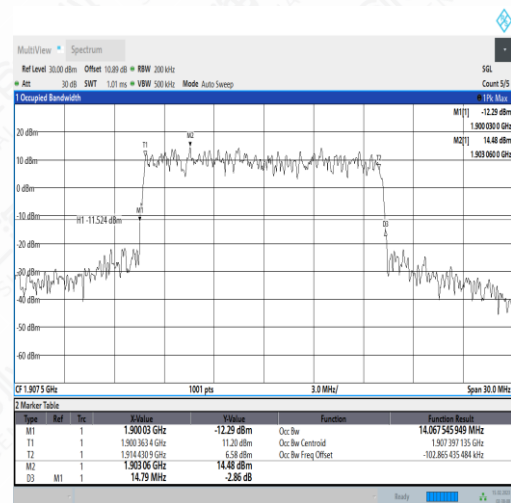 MultiView Spectrum
Ref Level 30.00 dBm Offset 10.89 dB RBW 200 kHz SGL
Att 30 dB SWT 1.01 ms VBW 500 kHz Mode Auto Sweep Count 5/5
1 Occupied Bandwidth 1Pk Max
M1[1] -12.29 dBm
1.900 030 0 GHz
M2[1] 14.48 dBm
1.903 060 0 GHz
20 dBm
M2
T1
T2
10 dBm
0 dBm
M1
-10 dBm
H1 -11.524 dBm
D3
-20 dBm
-30 dBm
-40 dBm
-50 dBm
-60 dBm
CF 1.907 5 GHz 1001 pts 3.0 MHz/ Span 30.0 MHz
2 Marker Table
Type Ref Trc X-Value Y-Value Function Function Result
M1 1 1.900 03 GHz -12.29 dBm Occ Bw 14.067 545 949 MHz
T1 1 1.900 363 4 GHz 11.20 dBm Occ Bw Centroid 1.907 397 135 GHz
T2 1 1.914 430 9 GHz 6.58 dBm Occ Bw Freq Offset -102.865 435 484 kHz
M2 1 1.903 06 GHz 14.48 dBm
D3 M1 1 14.79 MHz -2.86 dB
Ready